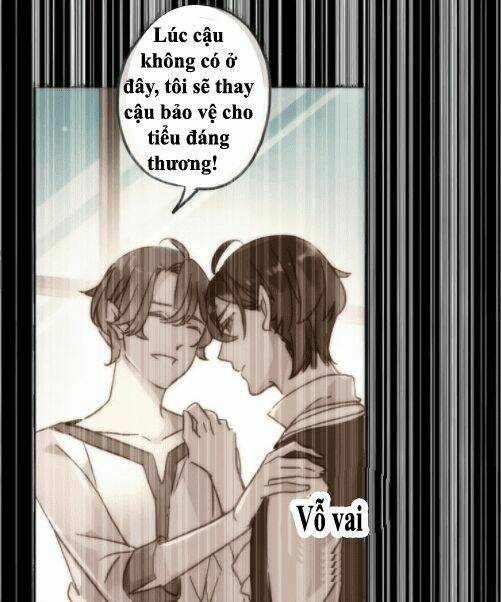 Lúc cậu
không có ở
đây, tôi sẽ thay
cậu bảo vệ cho
tiểu đáng
thương!
Vỗ vai